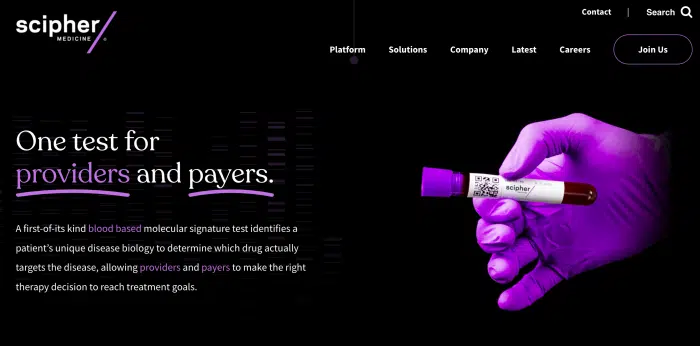 scipher
MEDICINE
Contact | Search
Platform Solutions Company Latest Careers Join Us
One test for
providers and payers.
A first-of-its kind blood based molecular signature test identifies a
patient's unique disease biology to determine which drug actually
targets the disease, allowing providers and payers to make the right
therapy decision to reach treatment goals.
scipher